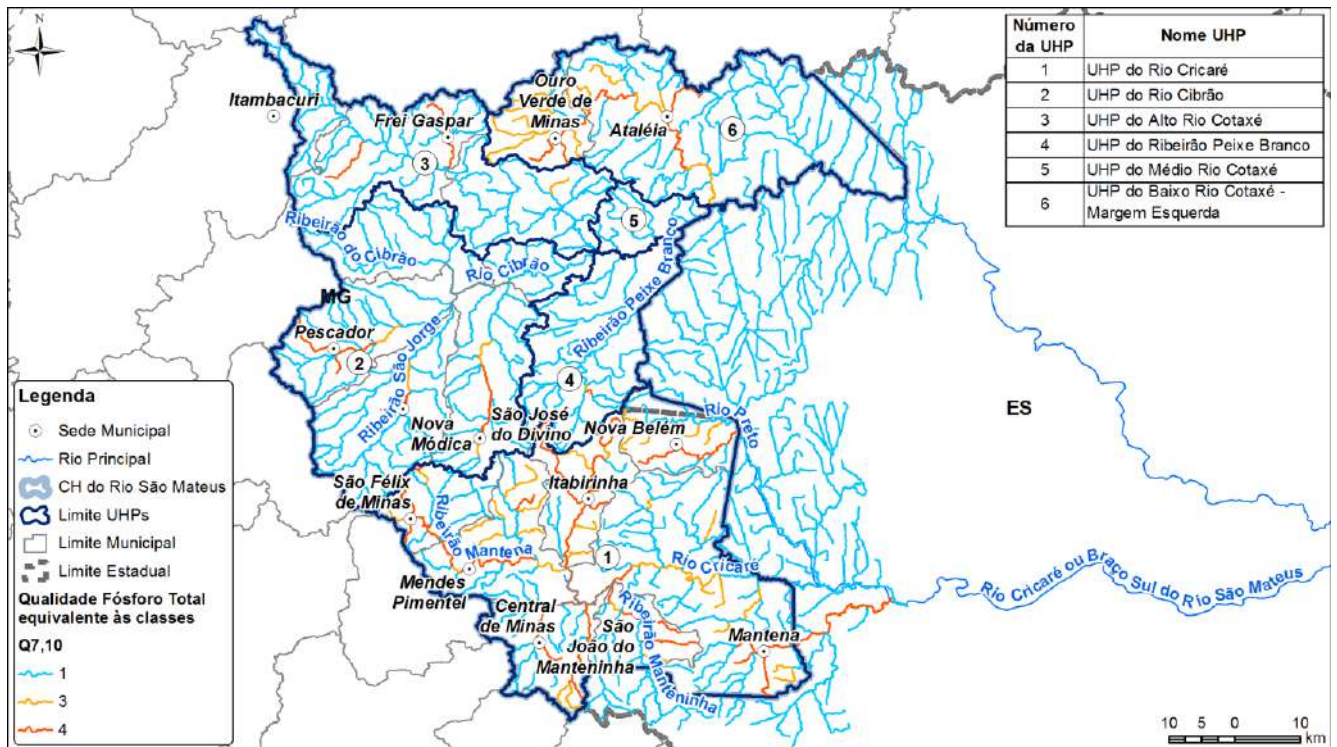 N
Número
da UHP
Nome UHP
1
UHP do Rio Cricaré
2
UHP do Rio Cibrão
3
UHP do Alto Rio Cotaxé
4
UHP do Ribeirão Peixe Branco
5
UHP do Médio Rio Cotaxé
6
UHP do Baixo Rio Cotaxé -
Margem Esquerda
Itambacuri
Frei Gaspar
Ouro
Verde de
Minas
Ataléia
6
3
5
Ribeirão do Cibrão
Rio Cibrão
Ribeirão Peixe Branco
MG
Pescador
2
Ribeirão São Jorge
4
ES
Nova
Módica
São José
do Divino
Nova Belém
Rio Preto
São Félix
de Minas
Itabirinha
Ribeirão Mantena
1
Rio Cricaré
Mendes
Pimentel
Central
de Minas
São
João do
Manteninha
Ribeirão Manteninha
Mantena
Rio Cricaré ou Braço Sul do Rio São Mateus
Legenda
Sede Municipal
Rio Principal
CH do Rio São Mateus
Limite UHPs
Limite Municipal
Limite Estadual
Qualidade Fósforo Total
equivalente às classes
Q7,10
1
3
4
10 5 0 10
km